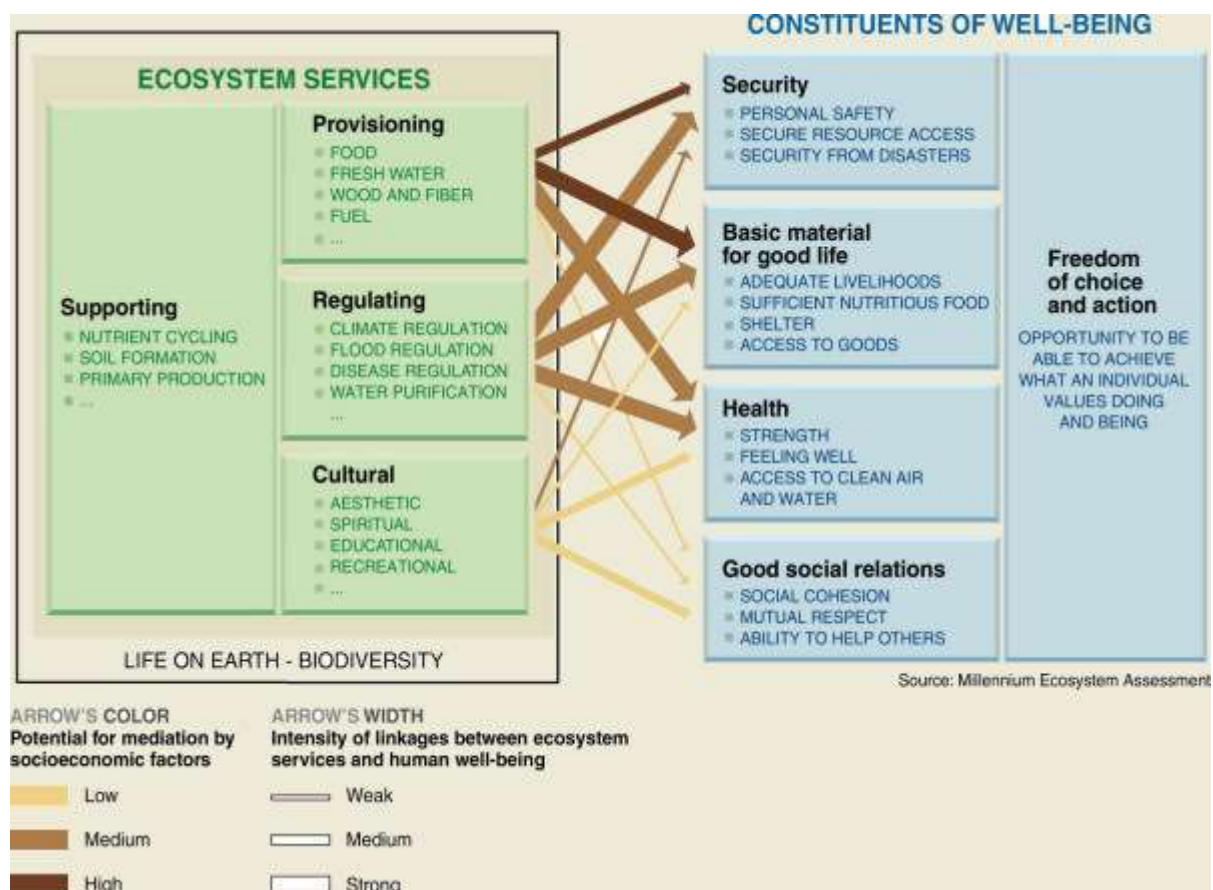 CONSTITUENTS OF WELL-BEING
ECOSYSTEM SERVICES
Supporting
NUTRIENT CYCLING
SOIL FORMATION
PRIMARY PRODUCTION
...
Provisioning
FOOD
FRESH WATER
WOOD AND FIBER
FUEL
...
Regulating
CLIMATE REGULATION
FLOOD REGULATION
DISEASE REGULATION
WATER PURIFICATION
...
Cultural
AESTHETIC
SPIRITUAL
EDUCATIONAL
RECREATIONAL
...
LIFE ON EARTH - BIODIVERSITY
Security
PERSONAL SAFETY
SECURE RESOURCE ACCESS
SECURITY FROM DISASTERS
Basic material
for good life
ADEQUATE LIVELIHOODS
SUFFICIENT NUTRITIOUS FOOD
SHELTER
ACCESS TO GOODS
Health
STRENGTH
FEELING WELL
ACCESS TO CLEAN AIR
AND WATER
Good social relations
SOCIAL COHESION
MUTUAL RESPECT
ABILITY TO HELP OTHERS
Freedom
of choice
and action
OPPORTUNITY TO BE
ABLE TO ACHIEVE
WHAT AN INDIVIDUAL
VALUES DOING
AND BEING
Source: Millennium Ecosystem Assessment
ARROW'S COLOR
Potential for mediation by
socioeconomic factors
Low
Medium
High
ARROW'S WIDTH
Intensity of linkages between ecosystem
services and human well-being
Weak
Medium
Strong